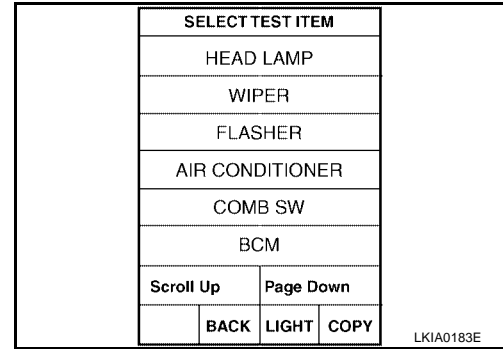 SELECT TEST ITEM
HEAD LAMP
WIPER
FLASHER
AIR CONDITIONER
COMB SW
BCM
Scroll Up Page Down
BACK LIGHT COPY
LKIA0183E